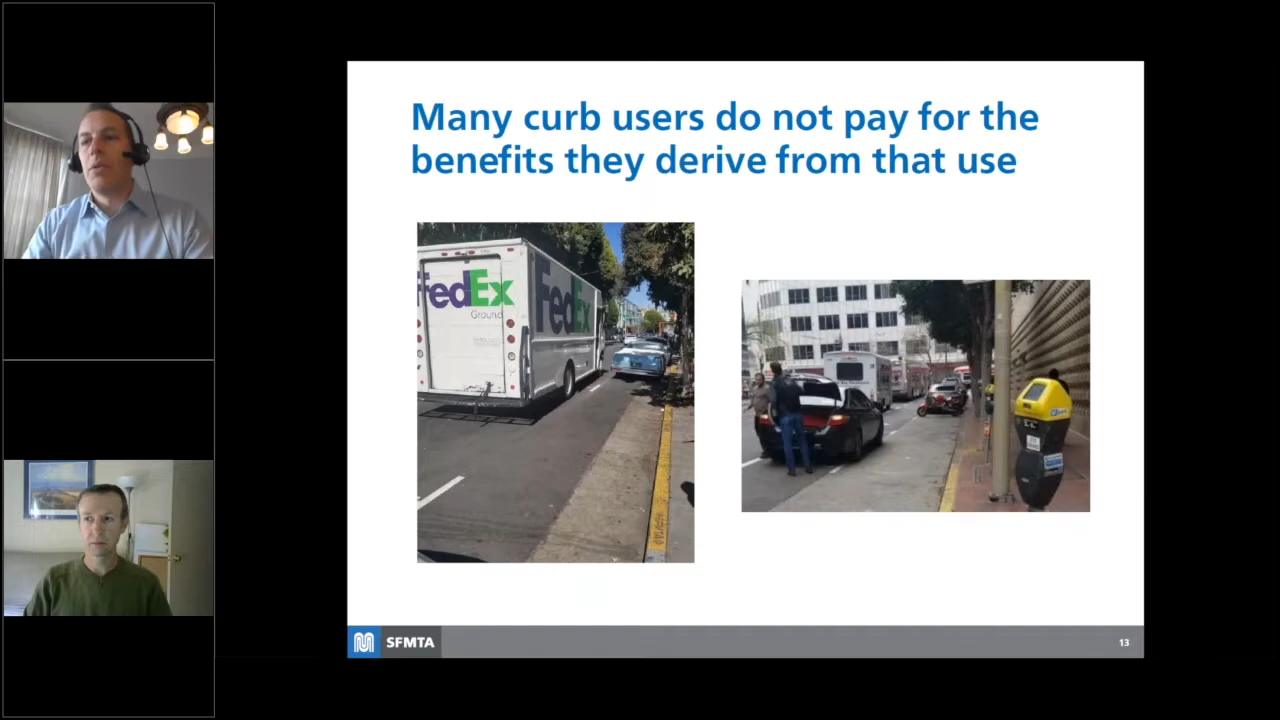 Many curb users do not pay for the
benefits they derive from that use
FedEx
Ground
FedEx
SFMTA
13